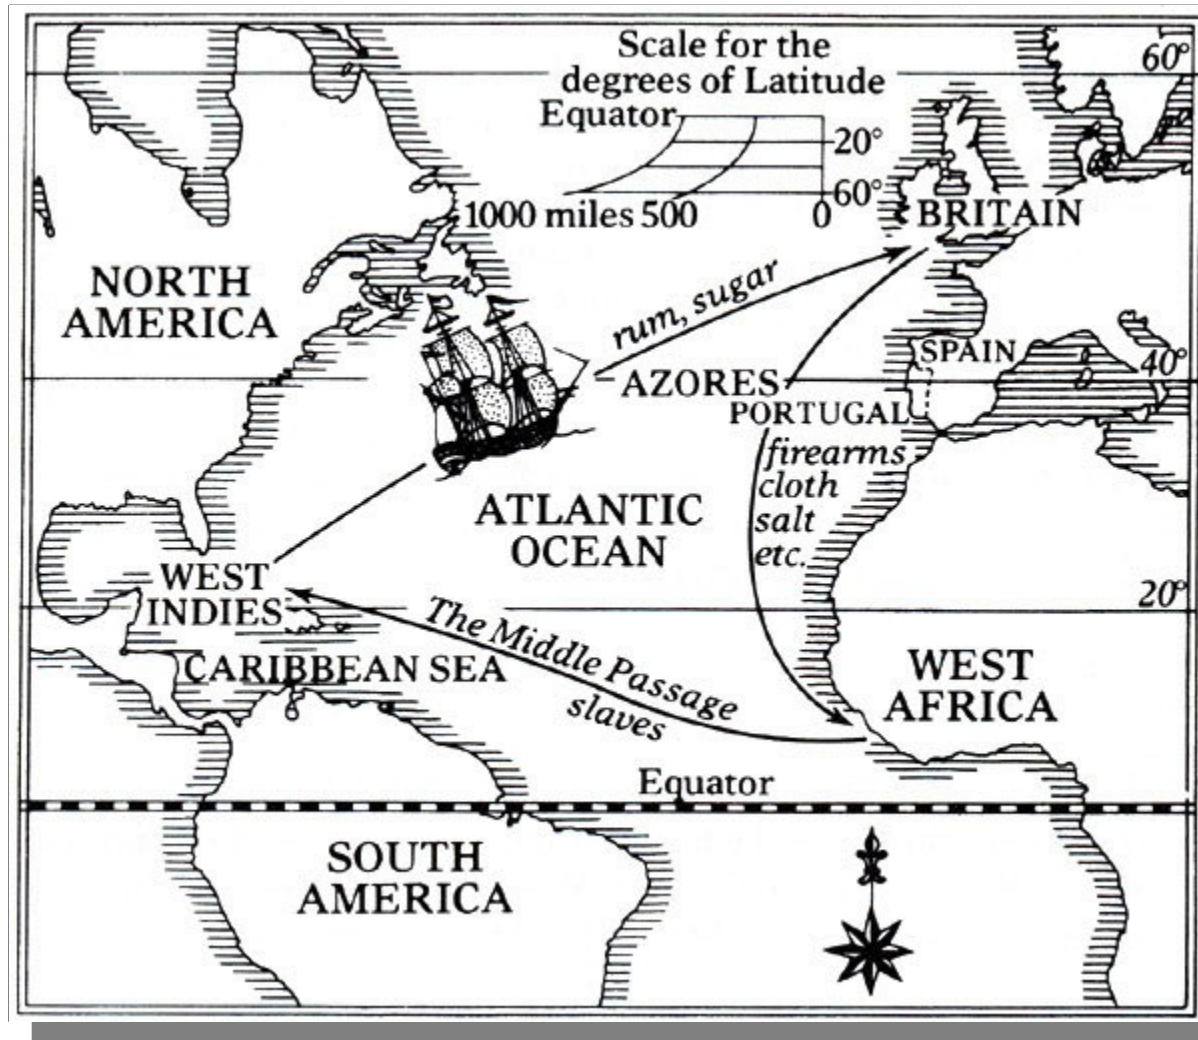 Scale for the
degrees of Latitude
Equator
20°
60°
1000 miles 500 0
60°
BRITAIN
NORTH
AMERICA
rum, sugar
SPAIN
40°
AZORES
PORTUGAL
firearms
cloth
salt
etc.
ATLANTIC
OCEAN
WEST
INDIES
20°
The Middle Passage
slaves
CARIBBEAN SEA
WEST
AFRICA
Equator
SOUTH
AMERICA